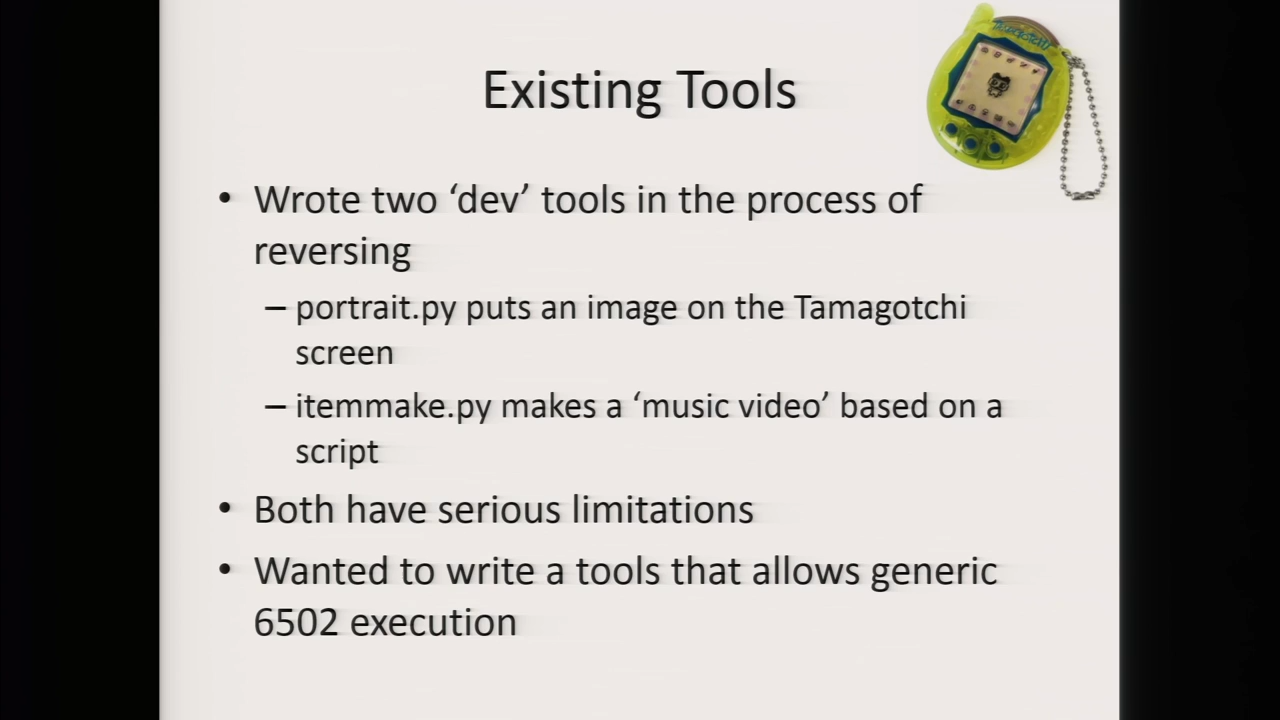 Tamagotchi
Existing Tools
• Wrote two ‘dev’ tools in the process of
reversing
– portrait.py puts an image on the Tamagotchi
screen
– itemmake.py makes a ‘music video’ based on a
script
• Both have serious limitations
• Wanted to write a tools that allows generic
6502 execution